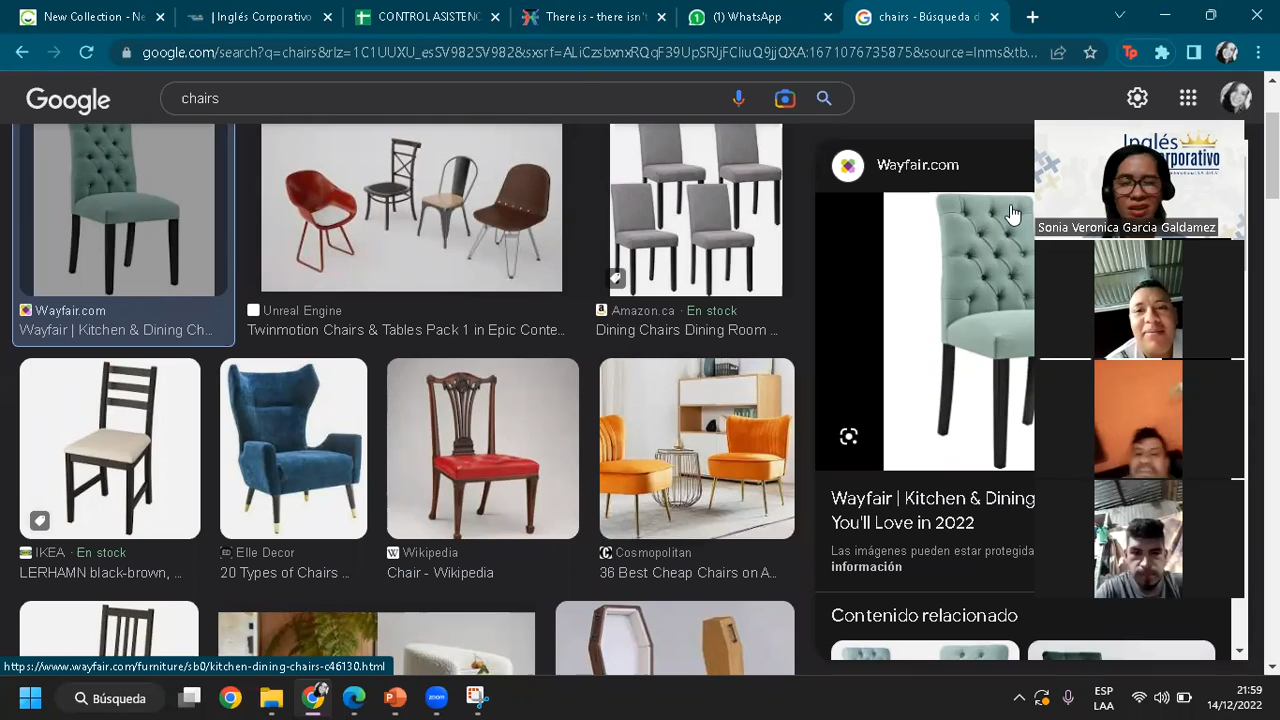 New Collection - Ne
| Inglés Corporativo
CONTROL ASISTENC
There is - there isn't
(1) WhatsApp
chairs - Búsqueda d
google.com/search?q=chairs&rlz=1C1UUXU_esSV982SV982&sxsrf=ALiCzsbxnxRQqF39UpSRJjFCIiuQ9jjQXA:1671076735875&source=lnms&tb...
Google
chairs
Wayfair.com
Inglés
Corporativo
Sonia Veronica Garcia Galdamez
Wayfair.com
Wayfair | Kitchen & Dining Ch...
Unreal Engine
Twinmotion Chairs & Tables Pack 1 in Epic Conte...
Amazon.ca · En stock
Dining Chairs Dining Room ...
IKEA · En stock
LERHAMN black-brown, ...
Elle Decor
20 Types of Chairs ...
Wikipedia
Chair - Wikipedia
Cosmopolitan
36 Best Cheap Chairs on A...
Wayfair | Kitchen & Dining
You'll Love in 2022
Las imágenes pueden estar protegida
información
Contenido relacionado
https://www.wayfair.com/furniture/sb0/kitchen-dining-chairs-c46130.html
Búsqueda
zoom
ESP
LAA
21:59
14/12/2022